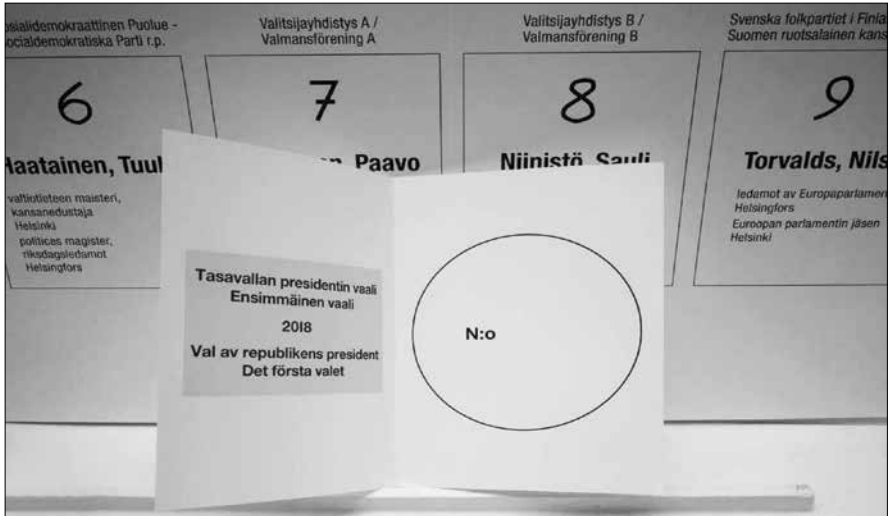 osialidemokraattinen Puolue -
ocialdemokratiska Parti r.p.
6
Haatainen, Tuul
valtiotieteen maisteri,
kansanedustaja
Helsinki
politices magister,
riksdagsledamot
Helsingfors
Valitsijayhdistys A /
Valmansförening A
7
Paavo
Valitsijayhdistys B /
Valmansförening B
8
Niinistö, Sauli
Svenska folkpartiet i Finla
Suomen ruotsalainen kans
9
Torvalds, Nils
ledamot av Europaparlamen
Helsingfors
Euroopan parlamentin jäsen
Helsinki
Tasavallan presidentin vaali
Ensimmäinen vaali
2018
Val av republikens president
Det första valet
N:o